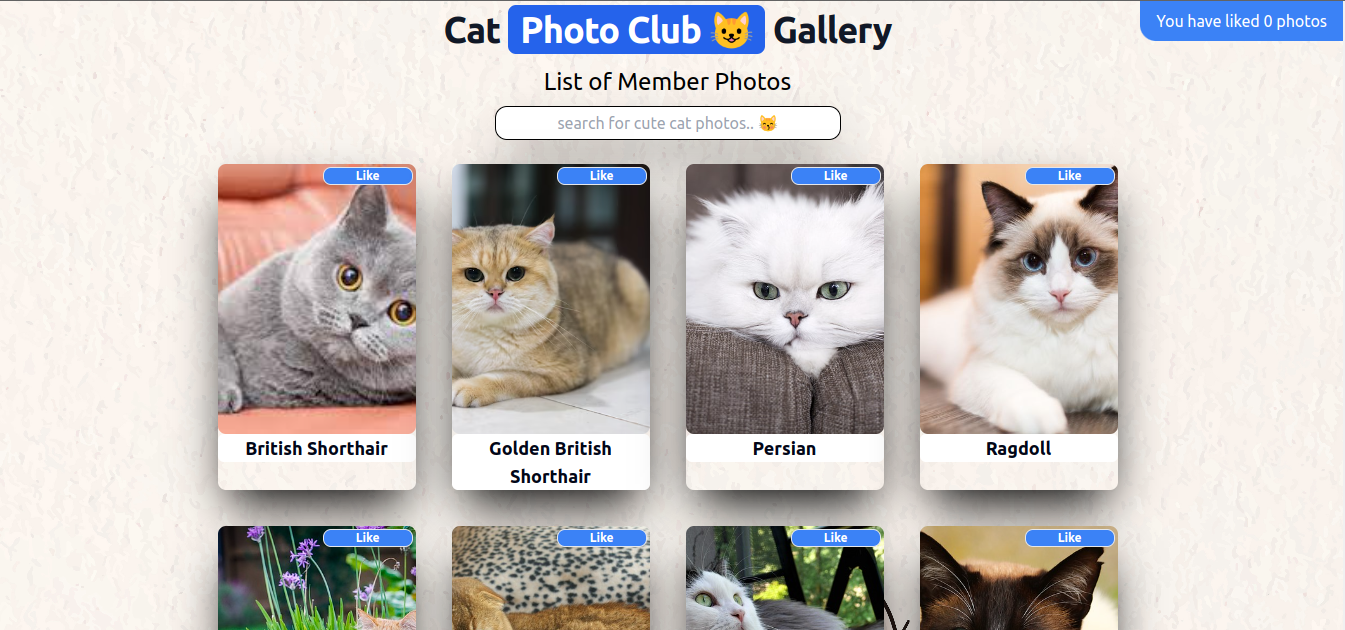 Cat Photo Club 😺 Gallery
You have liked 0 photos
List of Member Photos
search for cute cat photos.. 😽
Like
Like
Like
Like
British Shorthair
Golden British
Shorthair
Persian
Ragdoll
Like
Like
Like
Like